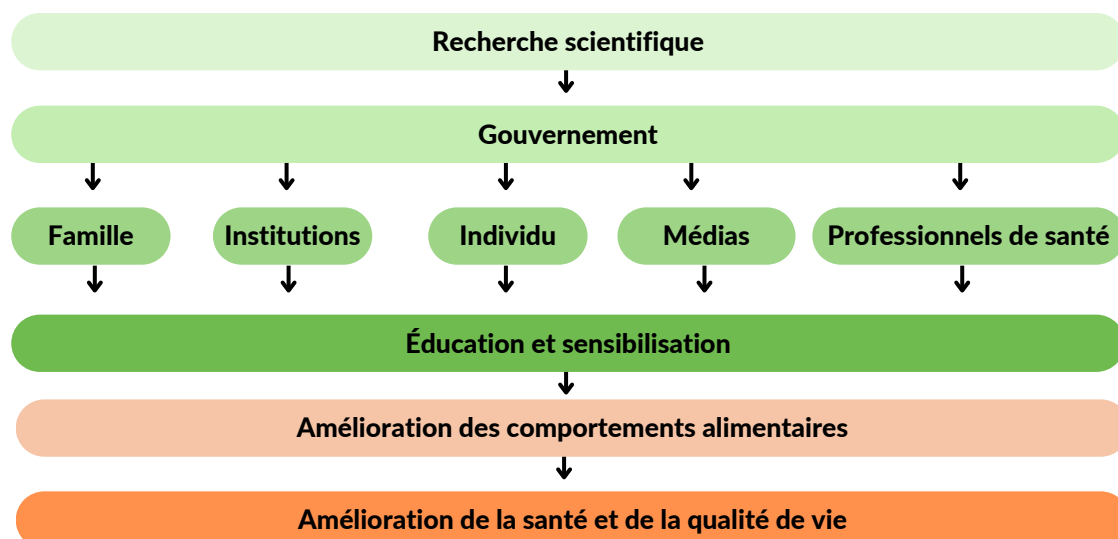 Recherche scientifique
Gouvernement
Famille
Institutions
Individu
Médias
Professionnels de santé
Éducation et sensibilisation
Amélioration des comportements alimentaires
Amélioration de la santé et de la qualité de vie